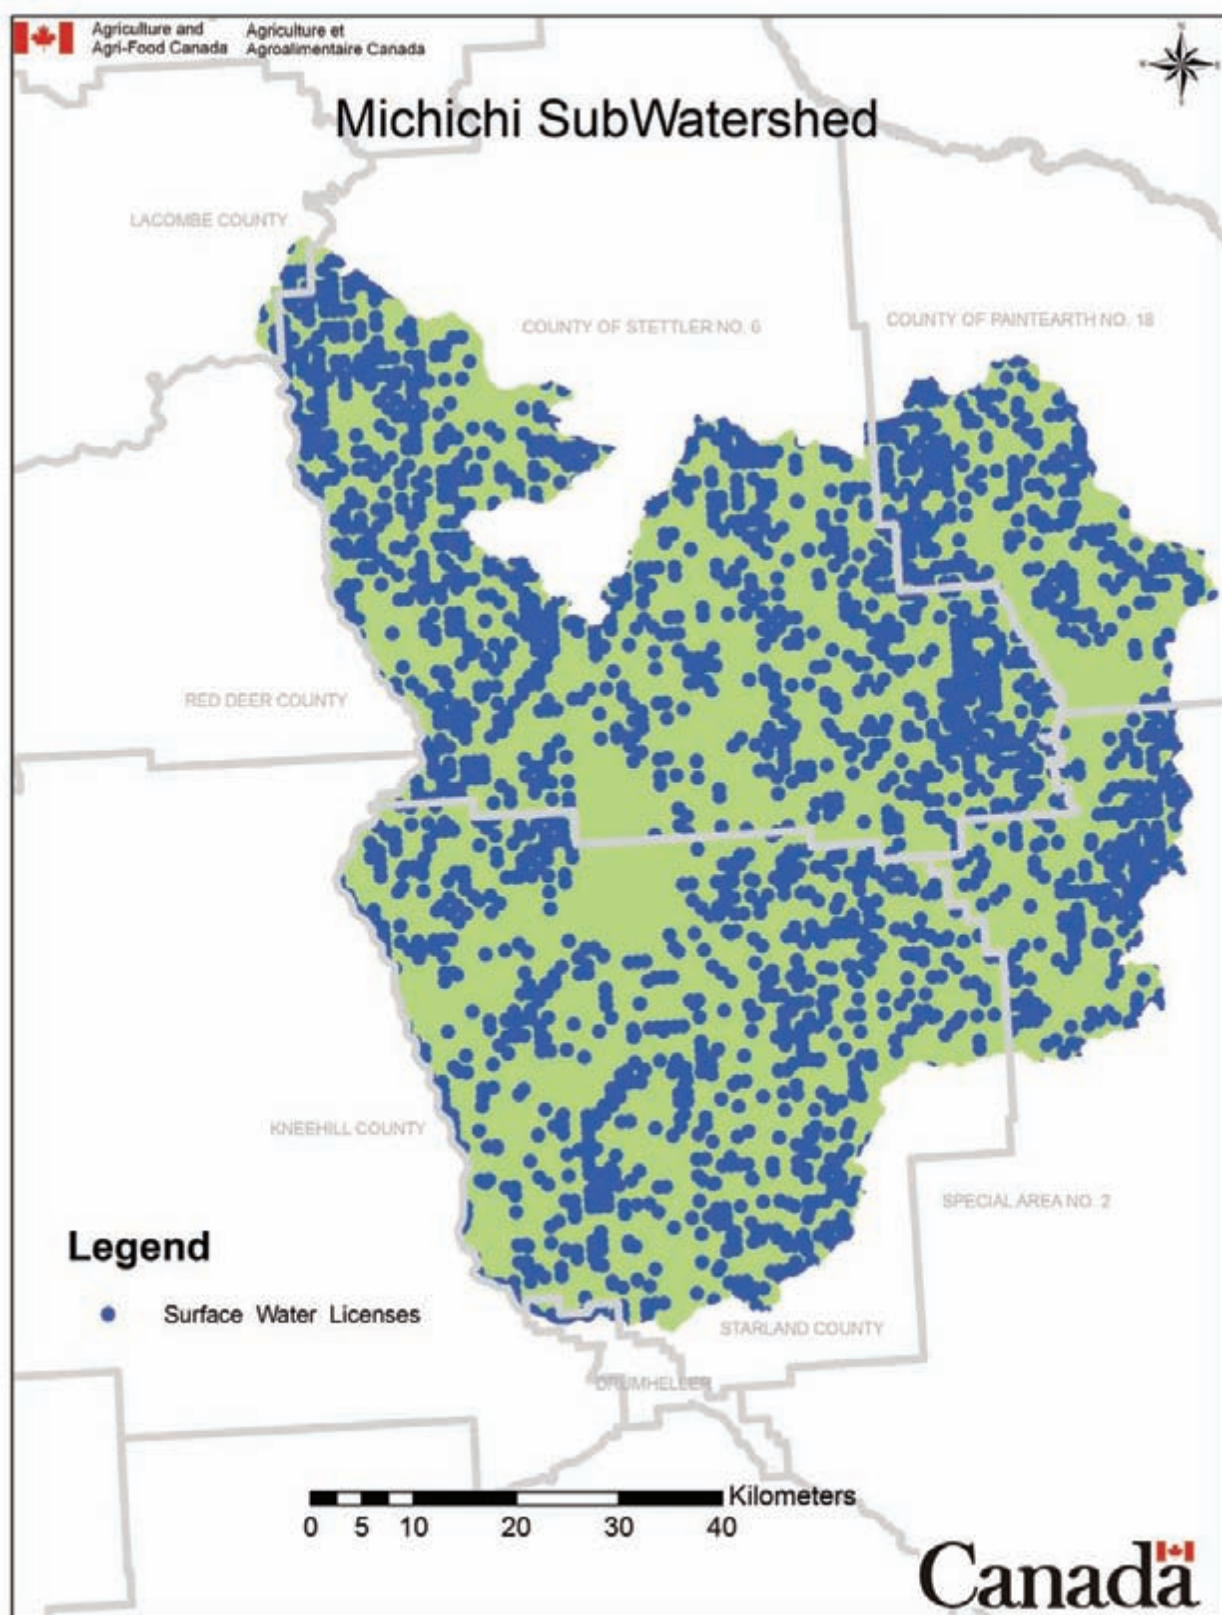 Agriculture and Agriculture et
Agri-Food Canada Agroalimentaire Canada
Michichi SubWatershed
LACOMBE COUNTY
COUNTY OF STETTLER NO. 6
COUNTY OF PAINTEARTH NO. 18
RED DEER COUNTY
KNEEHILL COUNTY
SPECIAL AREA NO. 2
Legend
Surface Water Licenses
STARLAND COUNTY
DRUMHELLER
Kilometers
0 5 10 20 30 40
Canada